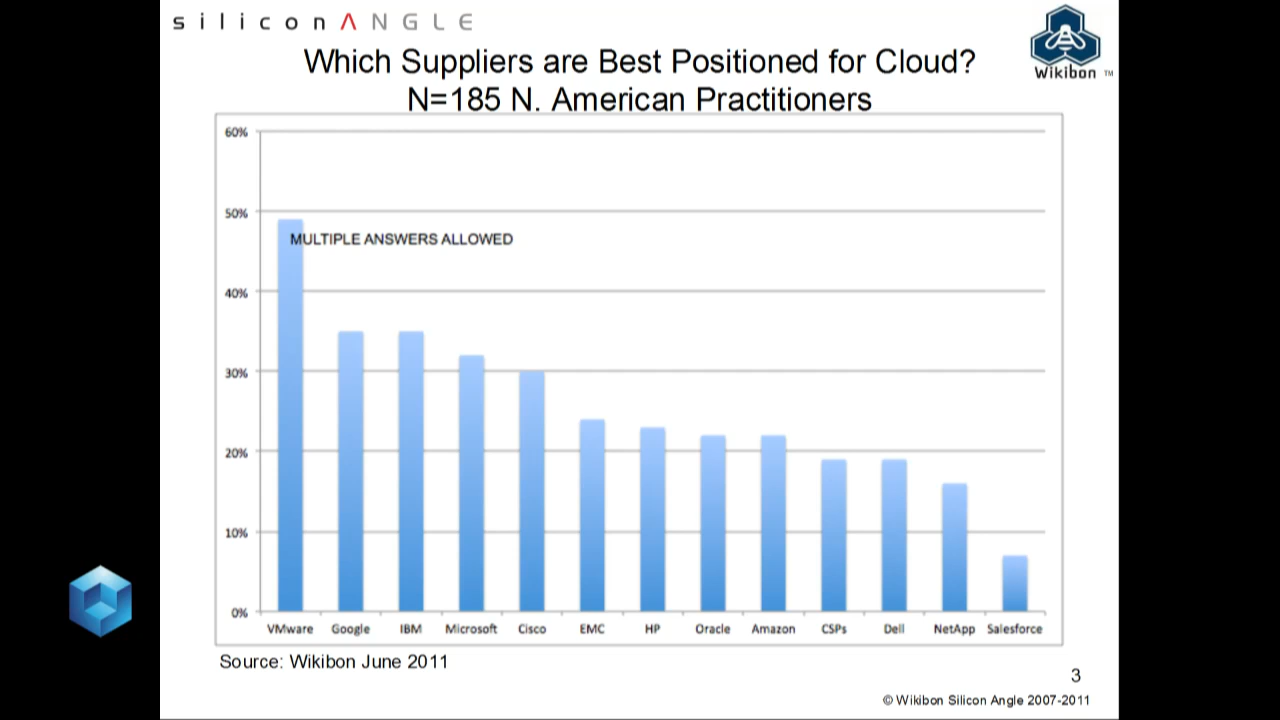 siliconANGLE
Wikibon TM
Which Suppliers are Best Positioned for Cloud?
N=185 N. American Practitioners
60%
50%
MULTIPLE ANSWERS ALLOWED
40%
30%
20%
10%
0%
VMware Google IBM Microsoft Cisco EMC HP Oracle Amazon CSPs Dell NetApp Salesforce
Source: Wikibon June 2011
3
© Wikibon Silicon Angle 2007-2011